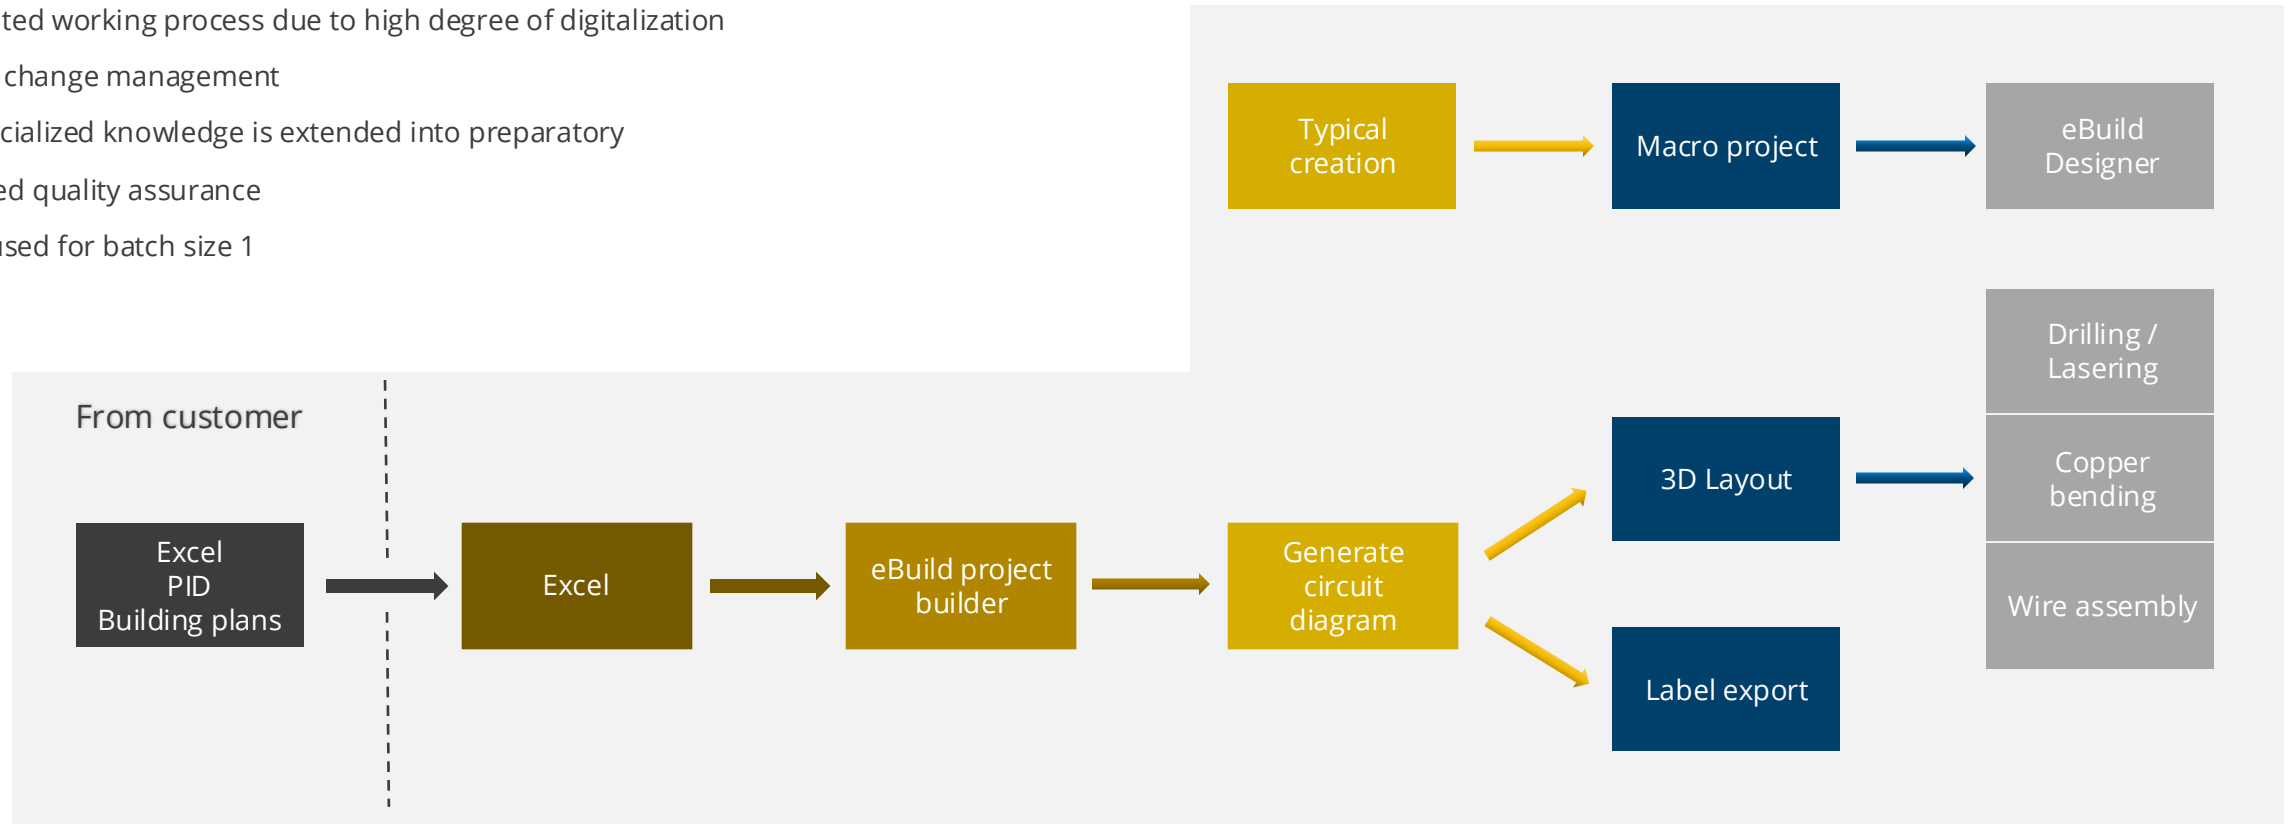 ted working process due to high degree of digitalization
change management
cialized knowledge is extended into preparatory
ed quality assurance
used for batch size 1
Typical
creation
Macro project
eBuild
Designer
Drilling /
Lasering
Copper
bending
Wire assembly
From customer
Excel
PID
Building plans
Excel
eBuild project
builder
Generate
circuit
diagram
3D Layout
Label export